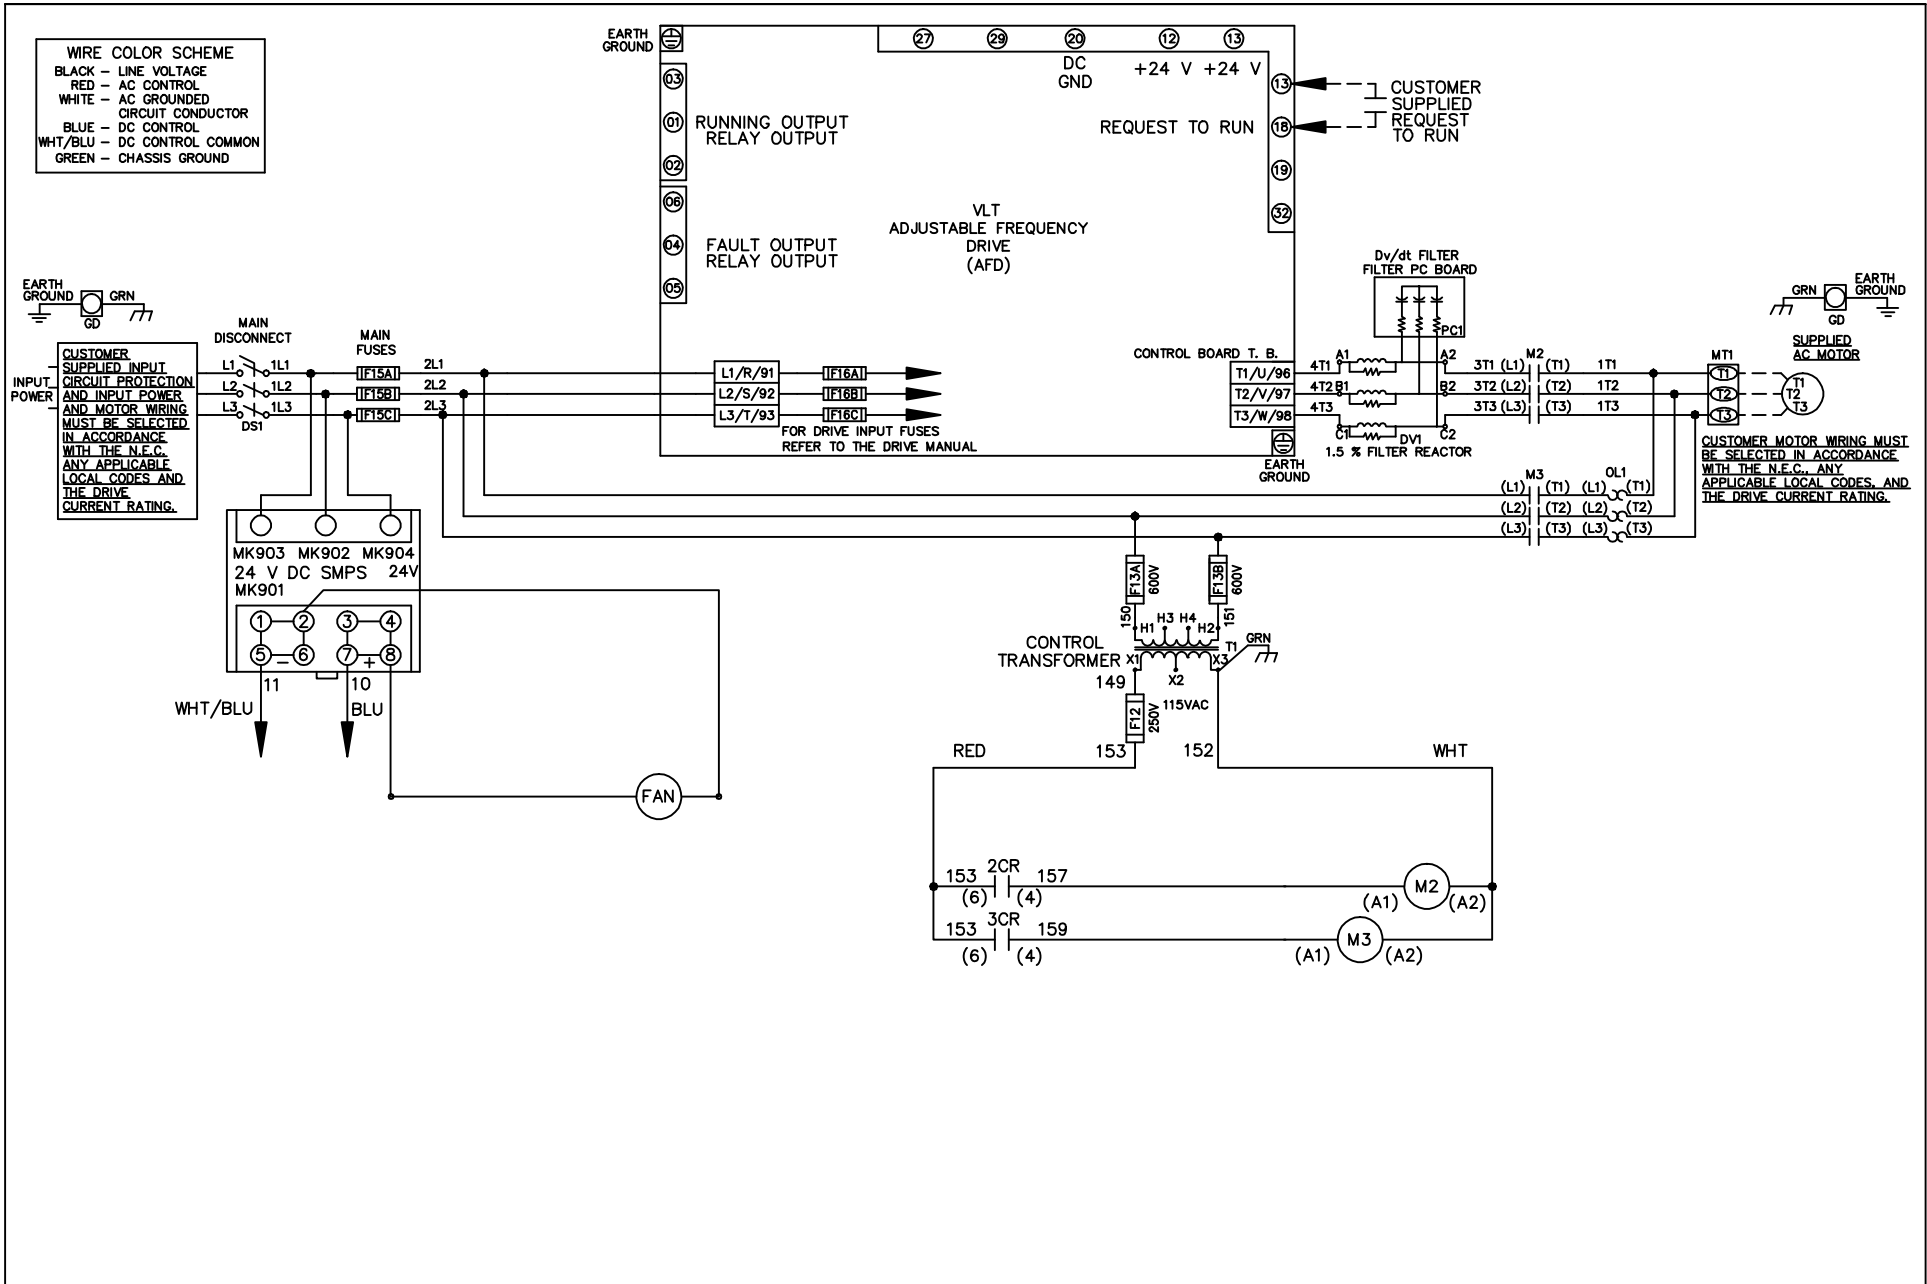 WIRE COLOR SCHEME
BLACK – LINE VOLTAGE
RED – AC CONTROL
WHITE – AC GROUNDED
CIRCUIT CONDUCTOR
BLUE – DC CONTROL
WHT/BLU – DC CONTROL COMMON
GREEN – CHASSIS GROUND
EARTH
GROUND
27 29 20 12 13
DC
GND
+24 V +24 V
03
01
02
RUNNING OUTPUT
RELAY OUTPUT
06
04
05
FAULT OUTPUT
RELAY OUTPUT
VLT
ADJUSTABLE FREQUENCY
DRIVE
(AFD)
REQUEST TO RUN
13
18
19
32
CUSTOMER
SUPPLIED
REQUEST
TO RUN
EARTH
GROUND
GRN
GD
INPUT
POWER
CUSTOMER
SUPPLIED INPUT
CIRCUIT PROTECTION
AND INPUT POWER
AND MOTOR WIRING
MUST BE SELECTED
IN ACCORDANCE
WITH THE N.E.C.
ANY APPLICABLE
LOCAL CODES AND
THE DRIVE
CURRENT RATING.
MAIN
DISCONNECT
L1 1L1
L2 1L2
L3 1L3
DS1
MAIN
FUSES
F15A 2L1
F15B 2L2
F15C 2L3
L1/R/91 F16A
L2/S/92 F16B
L3/T/93 F16C
FOR DRIVE INPUT FUSES
REFER TO THE DRIVE MANUAL
CONTROL BOARD T. B.
T1/U/96
T2/V/97
T3/W/98
EARTH
GROUND
Dv/dt FILTER
FILTER PC BOARD
PC1
4T1 A1 A2
4T2 B1 B2
4T3 C1 C2
DV1
1.5 % FILTER REACTOR
M2
3T1 (L1) (T1) 1T1
3T2 (L2) (T2) 1T2
3T3 (L3) (T3) 1T3
MT1
T1
T2
T3
T1
T2
T3
GRN
EARTH
GROUND
GD
SUPPLIED
AC MOTOR
CUSTOMER MOTOR WIRING MUST
BE SELECTED IN ACCORDANCE
WITH THE N.E.C., ANY
APPLICABLE LOCAL CODES, AND
THE DRIVE CURRENT RATING.
M3 OL1
(L1) (T1) (L1) (T1)
(L2) (T2) (L2) (T2)
(L3) (T3) (L3) (T3)
MK903 MK902 MK904
24 V DC SMPS 24V
MK901
1 2 3 4
5 – 6 7 + 8
11 10
WHT/BLU BLU
FAN
F13A 600V
F13B 600V
150 151
H1 H3 H4 H2
CONTROL
TRANSFORMER
T1
GRN
X1 X2 X3
149
F12 250V
115VAC
RED 153 152 WHT
153 2CR 157
(6) (4)
M2
(A1) (A2)
153 3CR 159
(6) (4)
M3
(A1) (A2)